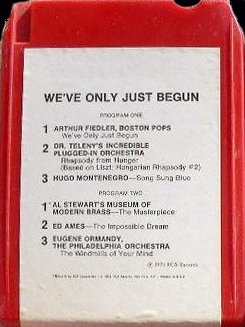 WE'VE ONLY JUST BEGUN
PROGRAM ONE
1 ARTHUR FIEDLER, BOSTON POPS
We've Only Just Begun
2 DR. TELENY'S INCREDIBLE
PLUGGED-IN ORCHESTRA
Rhapsody from Hunger
(Based on Liszt: Hungarian Rhapsody #2)
3 HUGO MONTENEGRO—Song Sung Blue
PROGRAM TWO
1 AL STEWART'S MUSEUM OF
MODERN BRASS—The Masterpiece
2 ED AMES—The Impossible Dream
3 EUGENE ORMANDY,
THE PHILADELPHIA ORCHESTRA
The Windmills of Your Mind
RCA Records